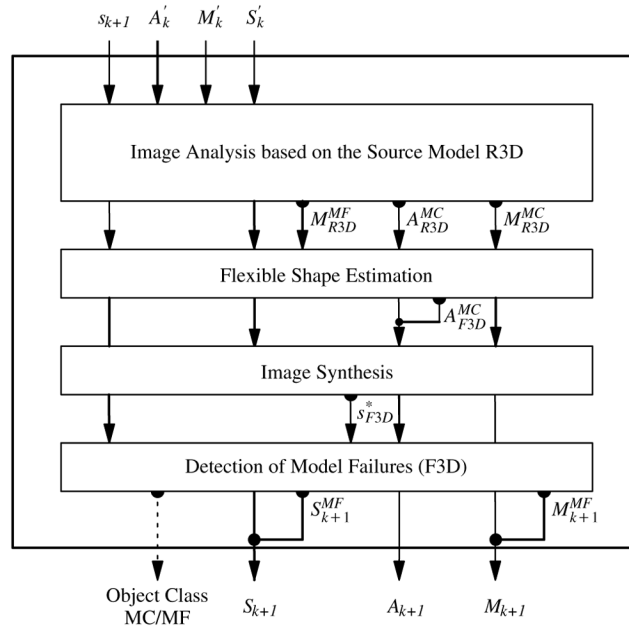 s_{k+1} A'_k M'_k S'_k
Image Analysis based on the Source Model R3D
M^{MF}_{R3D} A^{MC}_{R3D} M^{MC}_{R3D}
Flexible Shape Estimation
A^{MC}_{F3D}
Image Synthesis
s^*_{F3D}
Detection of Model Failures (F3D)
S^{MF}_{k+1} M^{MF}_{k+1}
Object Class
MC/MF
S_{k+1} A_{k+1} M_{k+1}